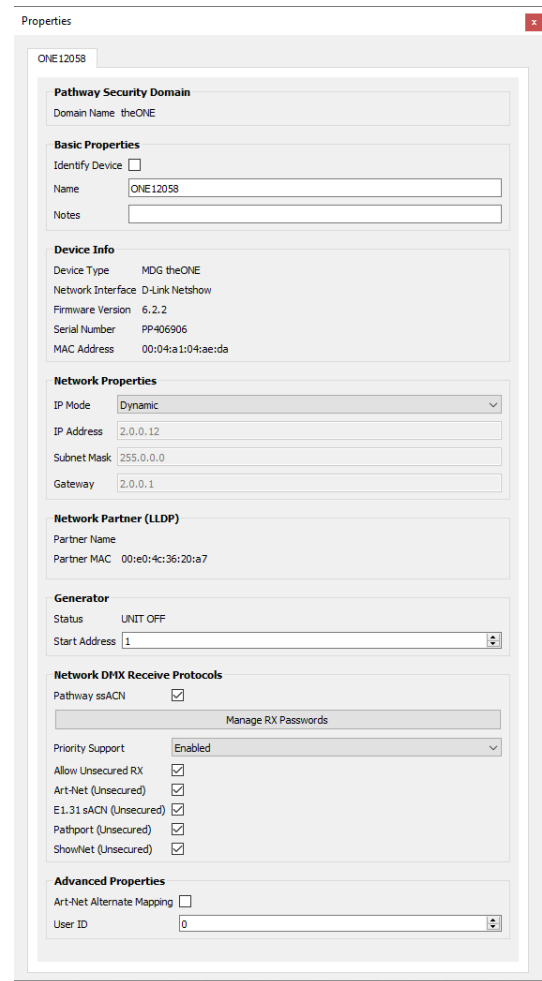 Properties
x
ONE12058
Pathway Security Domain
Domain Name theONE
Basic Properties
Identify Device
Name ONE12058
Notes
Device Info
Device Type MDG theONE
Network Interface D-Link Netshow
Firmware Version 6.2.2
Serial Number PP406906
MAC Address 00:04:a1:04:ae:da
Network Properties
IP Mode Dynamic
IP Address 2.0.0.12
Subnet Mask 255.0.0.0
Gateway 2.0.0.1
Network Partner (LLDP)
Partner Name
Partner MAC 00:e0:4c:36:20:a7
Generator
Status UNIT OFF
Start Address 1
Network DMX Receive Protocols
Pathway ssACN
Manage RX Passwords
Priority Support Enabled
Allow Unsecured RX
Art-Net (Unsecured)
E1.31 sACN (Unsecured)
Pathport (Unsecured)
ShowNet (Unsecured)
Advanced Properties
Art-Net Alternate Mapping
User ID 0